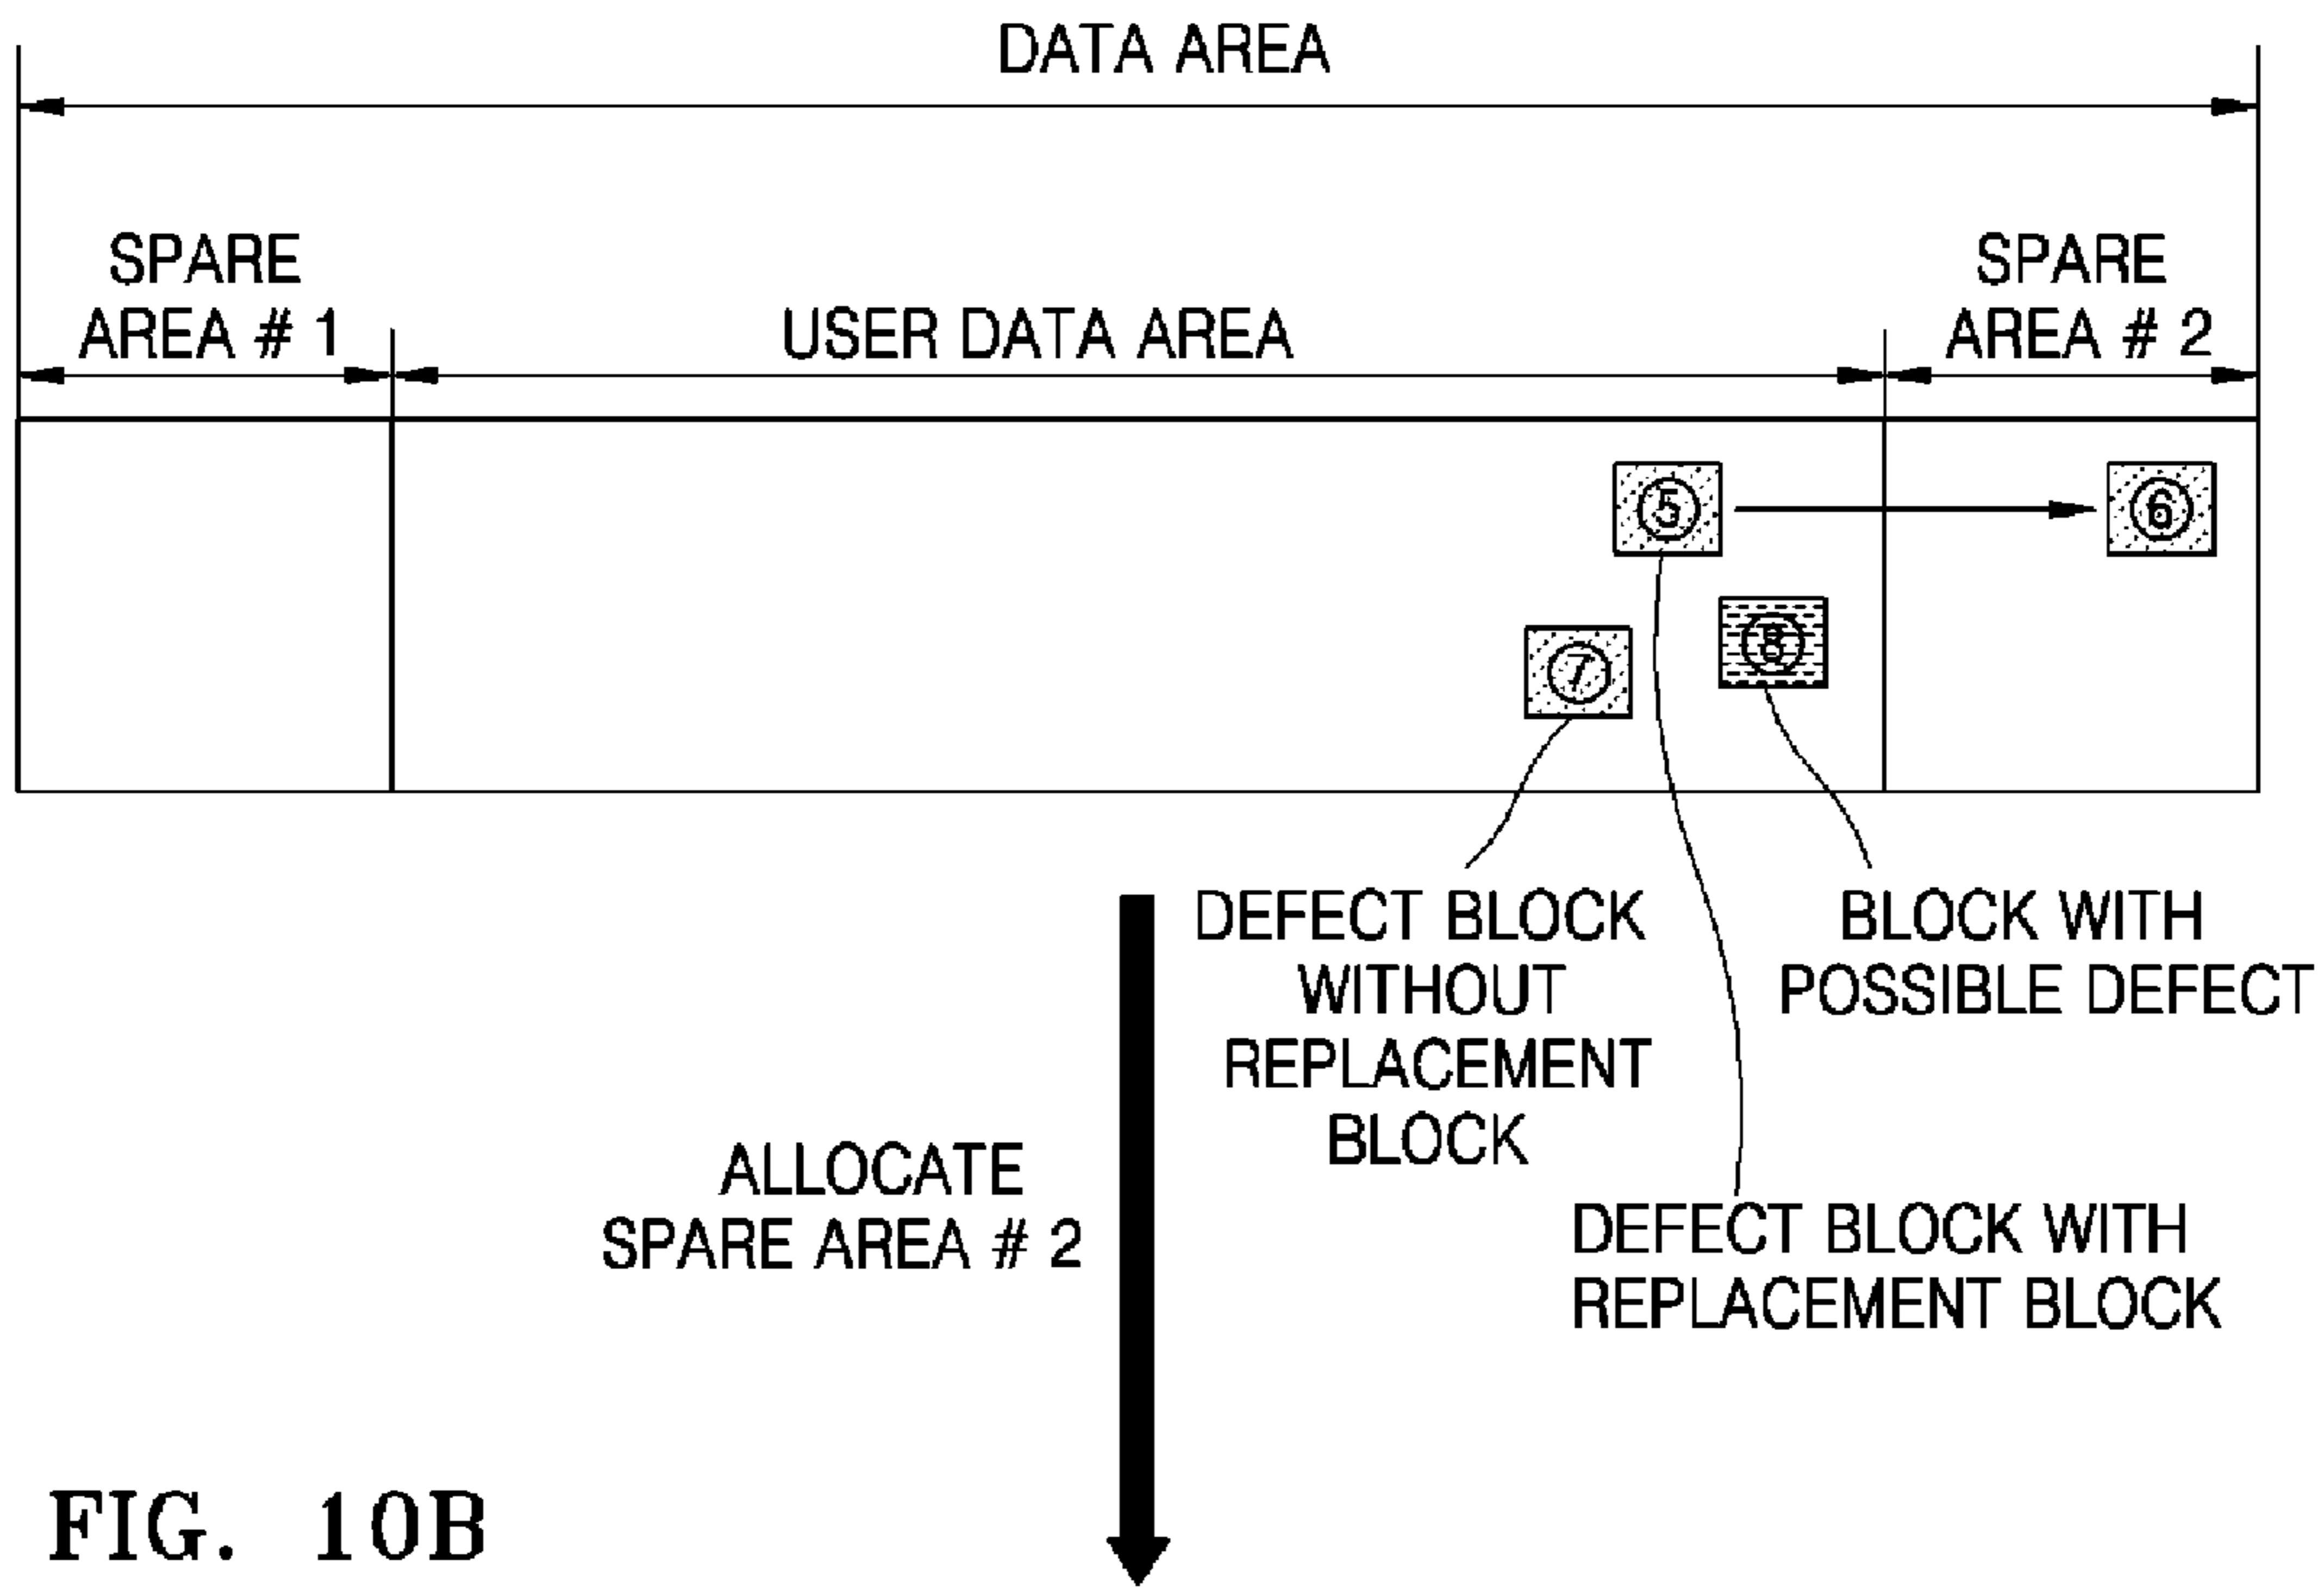 DATA AREA
SPARE
AREA # 1
USER DATA AREA
SPARE
AREA # 2
⑤
⑥
⑦
⑧
DEFECT BLOCK
WITHOUT
REPLACEMENT
BLOCK
BLOCK WITH
POSSIBLE DEFECT
ALLOCATE
SPARE AREA # 2
DEFECT BLOCK WITH
REPLACEMENT BLOCK
FIG. 10B